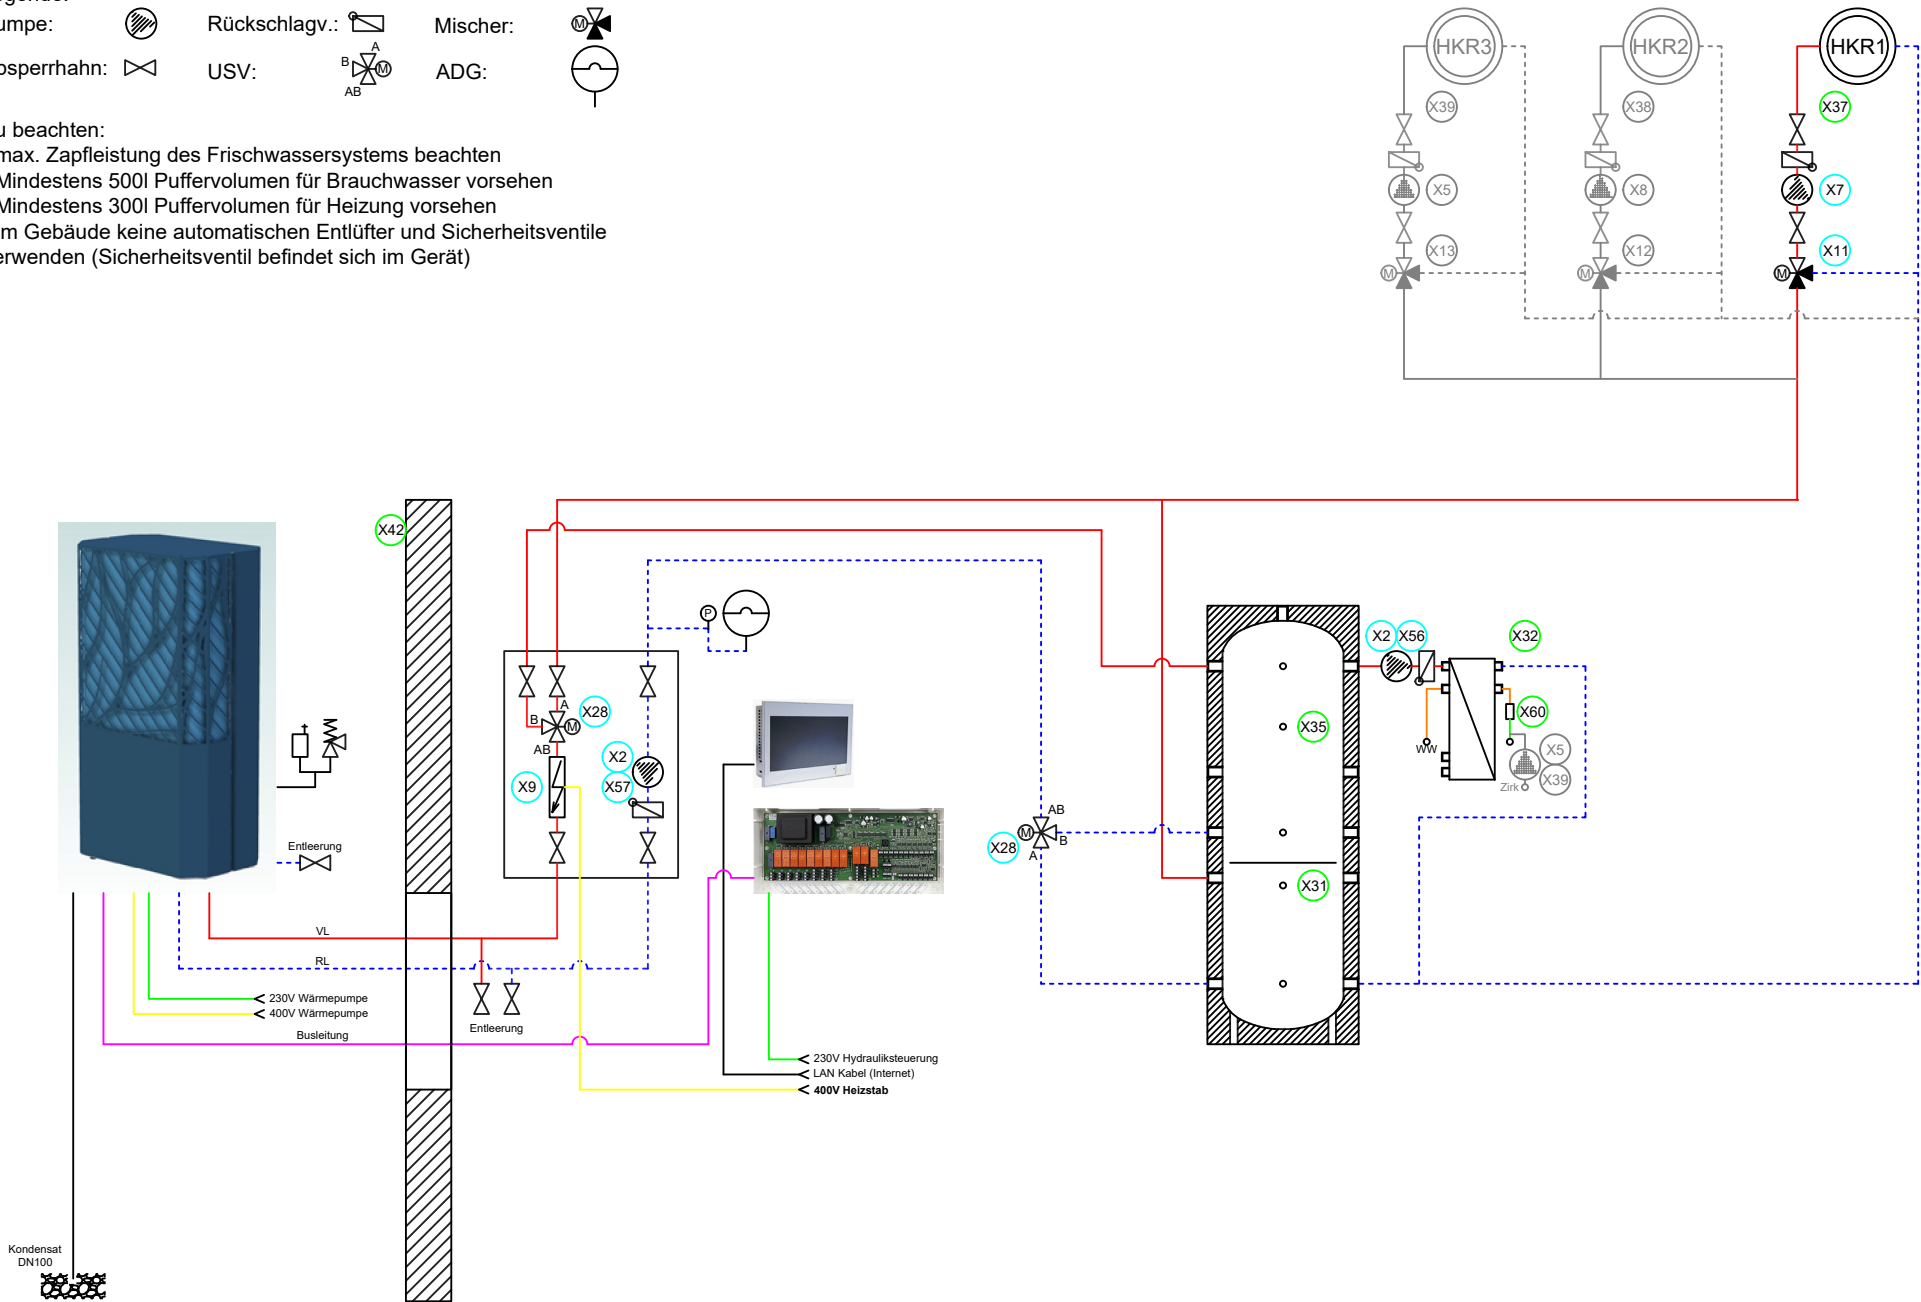 umpe:
Rückschlagv.:
Mischer:
M
osperrhahn:
USV:
A
B
M
AB
ADG:
u beachten:
max. Zapfleistung des Frischwassersystems beachten
Mindestens 500l Puffervolumen für Brauchwasser vorsehen
Mindestens 300l Puffervolumen für Heizung vorsehen
m Gebäude keine automatischen Entlüfter und Sicherheitsventile
erwenden (Sicherheitsventil befindet sich im Gerät)
HKR3
HKR2
HKR1
X39
X38
X37
X5
X8
X7
X13
X12
X11
M
M
M
X42
P
X2
X56
X32
A
B
M
X28
AB
X35
X60
WW
X5
X39
Zirk
X2
X57
X9
AB
M
B
A
X28
Entleerung
X31
VL
RL
230V Wärmepumpe
400V Wärmepumpe
Entleerung
Busleitung
230V Hydrauliksteuerung
LAN Kabel (Internet)
400V Heizstab
Kondensat
DN100